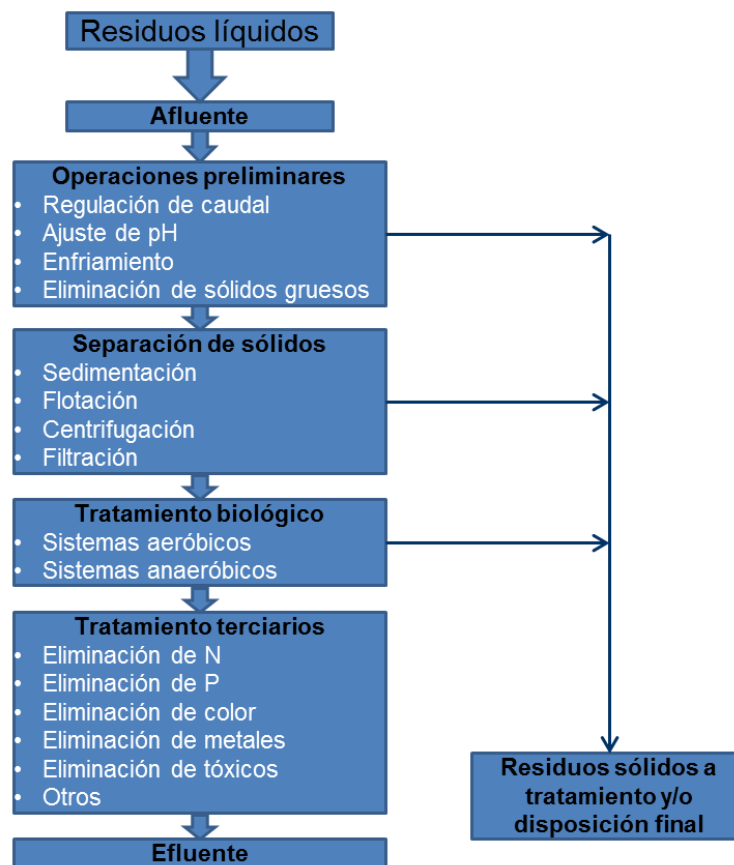 Residuos líquidos
Afluente
Operaciones preliminares
• Regulación de caudal
• Ajuste de pH
• Enfriamiento
• Eliminación de sólidos gruesos
Separación de sólidos
• Sedimentación
• Flotación
• Centrifugación
• Filtración
Tratamiento biológico
• Sistemas aeróbicos
• Sistemas anaeróbicos
Tratamiento terciarios
• Eliminación de N
• Eliminación de P
• Eliminación de color
• Eliminación de metales
• Eliminación de tóxicos
• Otros
Efluente
Residuos sólidos a
tratamiento y/o
disposición final